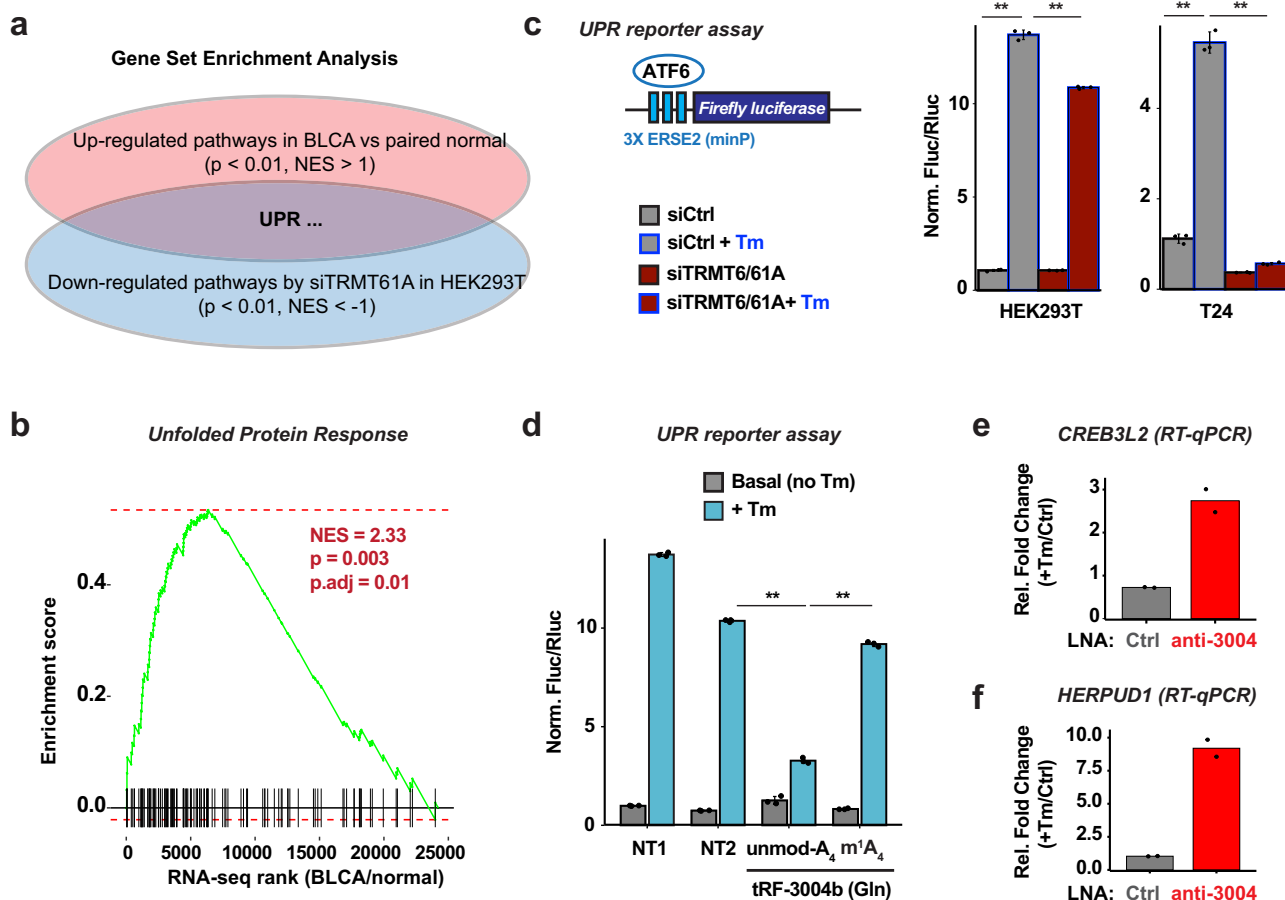 a
Gene Set Enrichment Analysis
Up-regulated pathways in BLCA vs paired normal
(p < 0.01, NES > 1)
UPR ...
Down-regulated pathways by siTRMT61A in HEK293T
(p < 0.01, NES < -1)
b
Unfolded Protein Response
NES = 2.33
p = 0.003
p.adj = 0.01
Enrichment score
0.4
0.2
0.0
0 5000 10000 15000 20000 25000
RNA-seq rank (BLCA/normal)
c
UPR reporter assay
ATF6
Firefly luciferase
3X ERSE2 (minP)
siCtrl
siCtrl + Tm
siTRMT6/61A
siTRMT6/61A+ Tm
Norm. Fluc/Rluc
** **
10
5
0
HEK293T
** **
4
2
0
T24
d
UPR reporter assay
Basal (no Tm)
+ Tm
Norm. Fluc/Rluc
** **
10
5
0
NT1 NT2 unmod-A₄ m¹A₄
tRF-3004b (Gln)
e
CREB3L2 (RT-qPCR)
Rel. Fold Change
(+Tm/Ctrl)
3
2
1
0
LNA: Ctrl anti-3004
f
HERPUD1 (RT-qPCR)
Rel. Fold Change
(+Tm/Ctrl)
10.0
7.5
5.0
2.5
0
LNA: Ctrl anti-3004